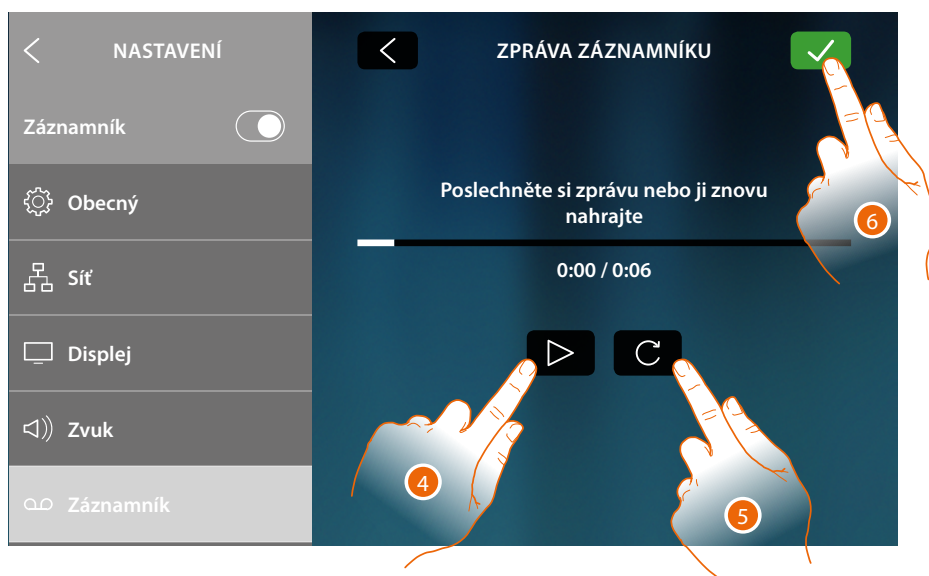 NASTAVENÍ
Záznamník
Obecný
Síť
Displej
Zvuk
Záznamník
ZPRÁVA ZÁZNAMNÍKU
Poslechněte si zprávu nebo ji znovu
nahrajte
0:00 / 0:06
4
5
6